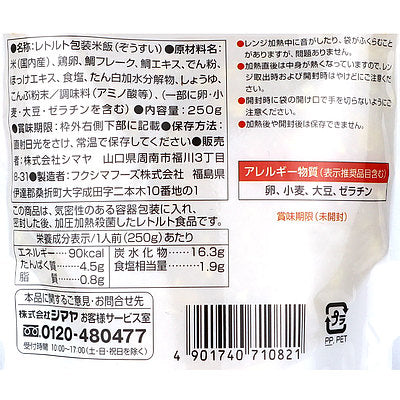 ●名称:レトルト包装米飯(ぞうすい)●原材料名:
米(国内産)、鶏卵、鯛フレーク、鯛エキス、でん粉、
ほっけエキス、食塩、たん白加水分解物、しょうゆ、
こんぶ粉末／調味料(アミノ酸等)、(一部に卵・小
麦・大豆・ゼラチンを含む)●内容量:250g
●賞味期限:枠外右側下部に記載●保存方法:
直射日光をさけ、常温で保存してください●販売
者:株式会社シマヤ 山口県周南市福川3丁目
8-31●製造者:フクシマフーズ株式会社 福島県
伊達郡桑折町大字成田字二本木10番地の1
この商品は、気密性のある容器包装に入れ、
密封した後、加圧加熱殺菌したレトルト食品です。
栄養成分表示/1人前(250g)あたり
エネルギー 90kcal 炭水化物 16.3g
たんぱく質 4.5g 食塩相当量 1.9g
脂質 0.8g
本品に関するご意見・お問合せ先
株式会社シマヤ お客様サービス室
0120-480477
受付時間 10:00~17:00(土・日・祝日を除く)
●レンジ加熱中に音がしたり、袋がふくらむこと
がありますが、問題ありません。
●加熱直後は中身が熱くなっていますので、レン
ジ取出時および開封時はやけどにご注意くださ
い。
●開封時に袋の開け口で手を切らないようにご
注意ください。
●加熱後や開封後は保存できません。
アレルギー物質(表示推奨品目含む)
卵、小麦、大豆、ゼラチン
賞味期限(未開封)
4 901740 710821
プラ
PP, PET